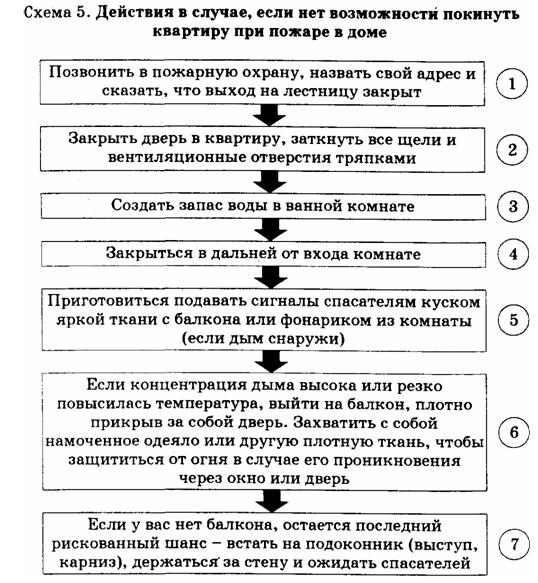 Схема 5. Действия в случае, если нет возможности покинуть
квартиру при пожаре в доме
Позвонить в пожарную охрану, назвать свой адрес и
сказать, что выход на лестницу закрыт
1
Закрыть дверь в квартиру, заткнуть все щели и
вентиляционные отверстия тряпками
2
Создать запас воды в ванной комнате
3
Закрыться в дальней от входа комнате
4
Приготовиться подавать сигналы спасателям куском
яркой ткани с балкона или фонариком из комнаты
(если дым снаружи)
5
Если концентрация дыма высока или резко
повысилась температура, выйти на балкон, плотно
прикрыв за собой дверь. Захватить с собой
намоченное одеяло или другую плотную ткань, чтобы
защититься от огня в случае его проникновения
через окно или дверь
6
Если у вас нет балкона, остается последний
рискованный шанс – встать на подоконник (выступ,
карниз), держаться за стену и ожидать спасателей
7